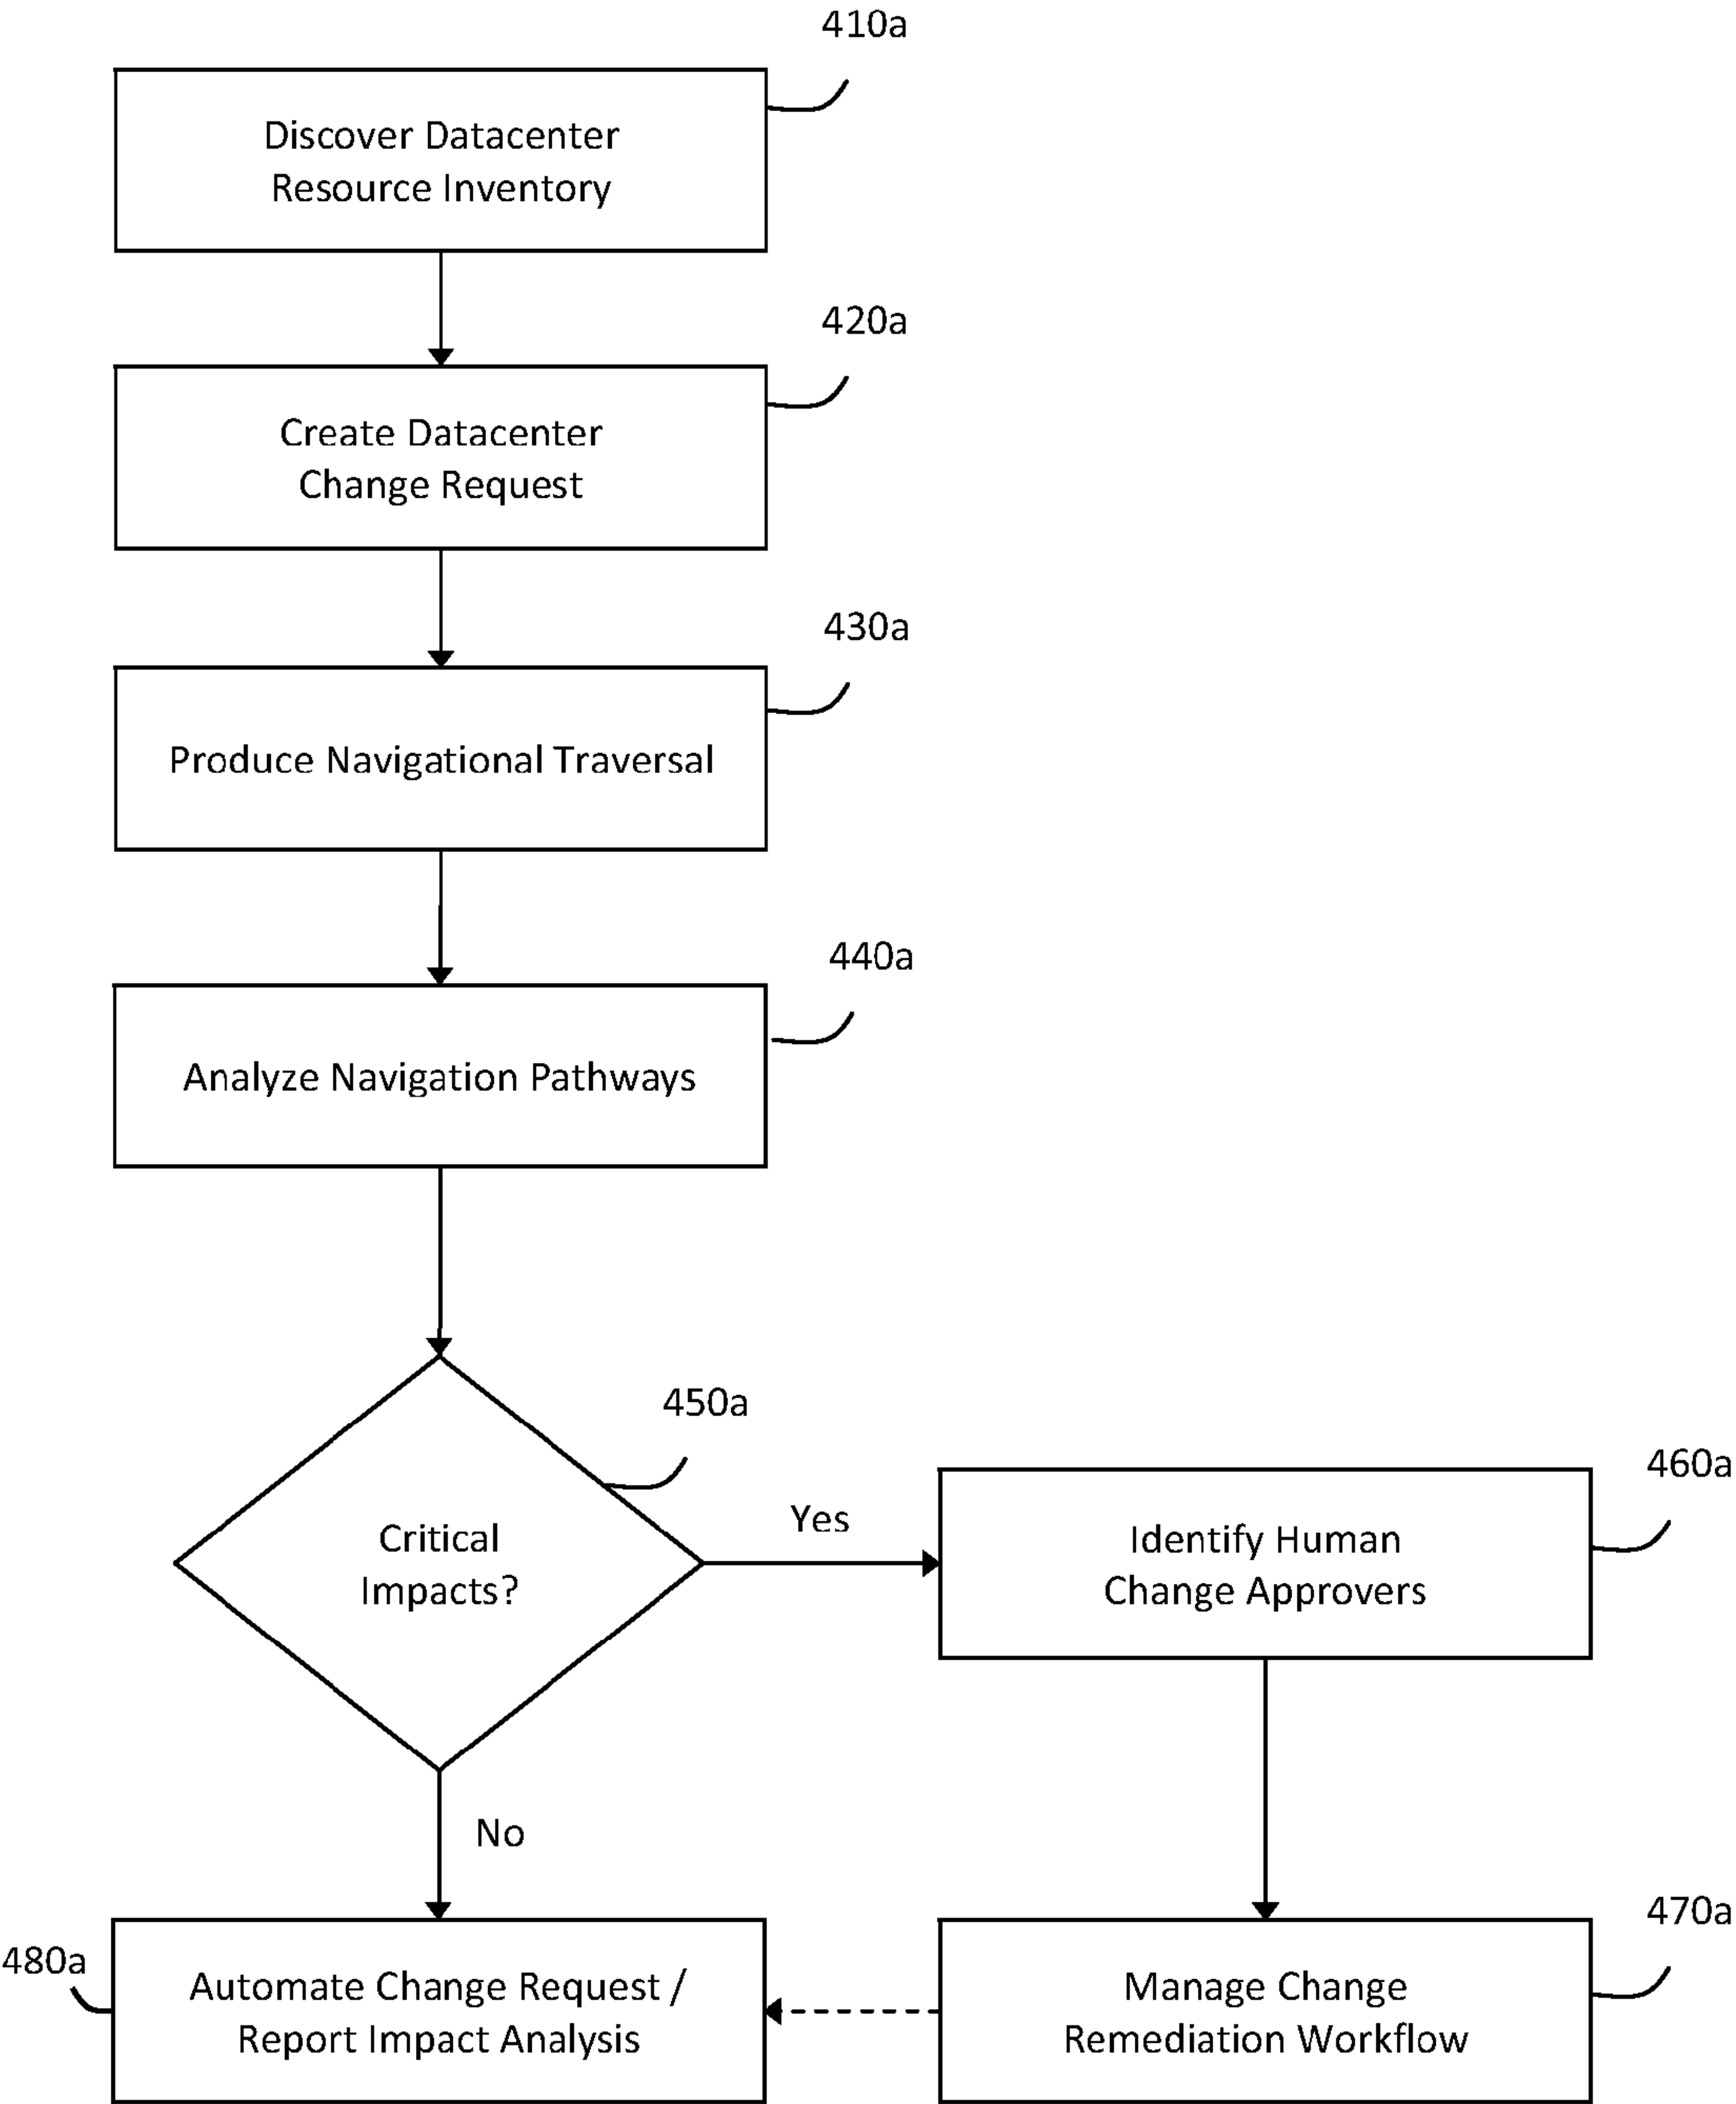 410a
Discover Datacenter
Resource Inventory
420a
Create Datacenter
Change Request
430a
Produce Navigational Traversal
440a
Analyze Navigation Pathways
450a
Critical
Impacts?
Yes
460a
Identify Human
Change Approvers
No
480a
Automate Change Request /
Report Impact Analysis
470a
Manage Change
Remediation Workflow